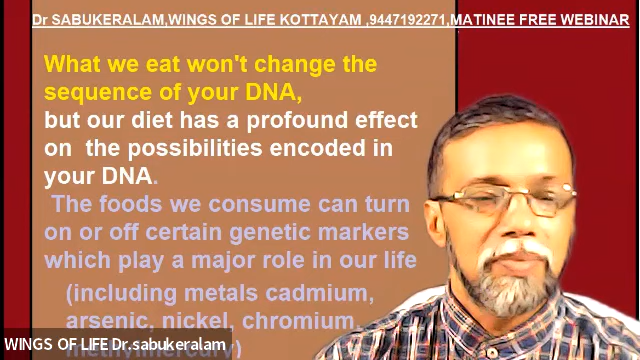 Dr SABUKERALAM,WINGS OF LIFE KOTTAYAM ,9447192271,MATINEE FREE WEBINAR
What we eat won't change the
sequence of your DNA,
but our diet has a profound effect
on the possibilities encoded in
your DNA.
The foods we consume can turn
on or off certain genetic markers
which play a major role in our life
(including metals cadmium,
arsenic, nickel, chromium
WINGS OF LIFE Dr.sabukeralam